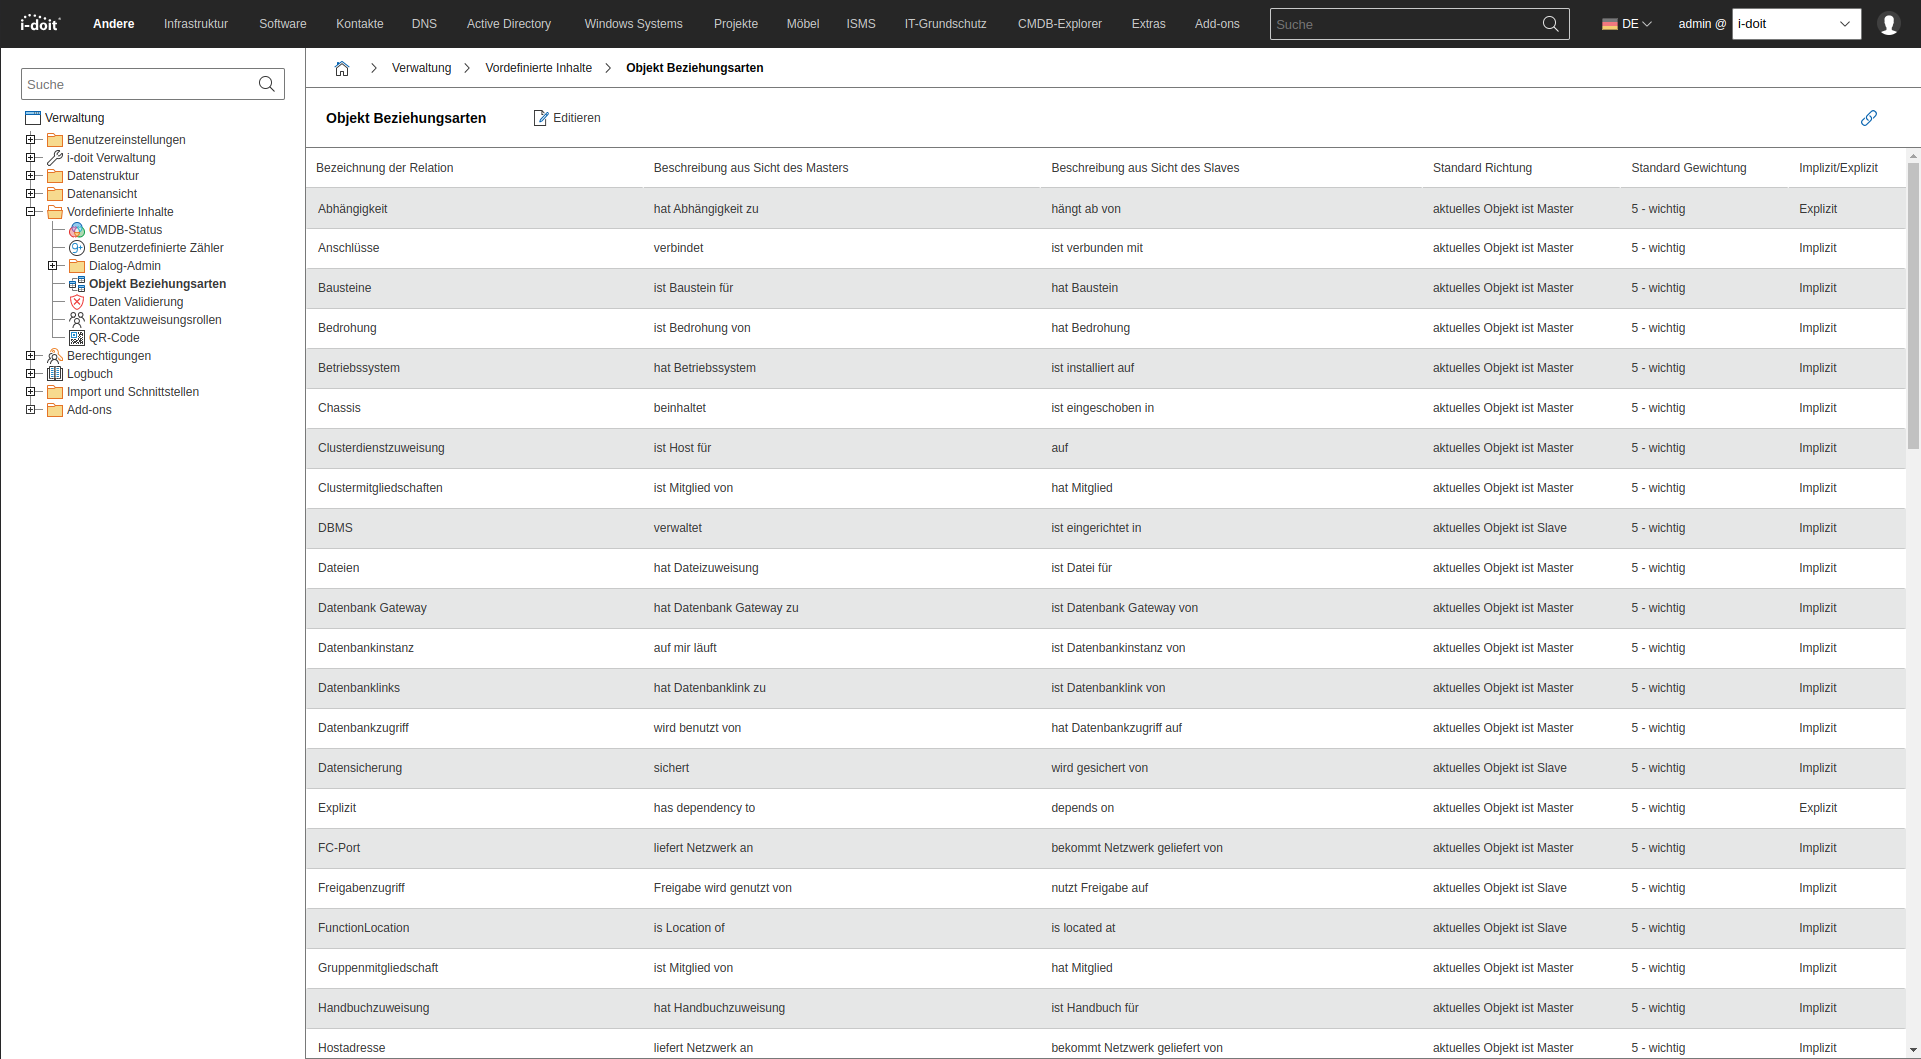 i-doit Andere Infrastruktur Software Kontakte DNS Active Directory Windows Systems Projekte Möbel ISMS IT-Grundschutz CMDB-Explorer Extras Add-ons Suche DE admin @ i-doit
Suche
Verwaltung
Benutzereinstellungen
i-doit Verwaltung
Datenstruktur
Datenansicht
Vordefinierte Inhalte
CMDB-Status
Benutzerdefinierte Zähler
Dialog-Admin
Objekt Beziehungsarten
Daten Validierung
Kontaktzuweisungsrollen
QR-Code
Berechtigungen
Logbuch
Import und Schnittstellen
Add-ons
Verwaltung Vordefinierte Inhalte Objekt Beziehungsarten
Objekt Beziehungsarten Editieren
Bezeichnung der Relation Beschreibung aus Sicht des Masters Beschreibung aus Sicht des Slaves Standard Richtung Standard Gewichtung Implizit/Explizit
Abhängigkeit hat Abhängigkeit zu hängt ab von aktuelles Objekt ist Master 5 - wichtig Explizit
Anschlüsse verbindet ist verbunden mit aktuelles Objekt ist Master 5 - wichtig Implizit
Bausteine ist Baustein für hat Baustein aktuelles Objekt ist Master 5 - wichtig Implizit
Bedrohung ist Bedrohung von hat Bedrohung aktuelles Objekt ist Master 5 - wichtig Implizit
Betriebssystem hat Betriebssystem ist installiert auf aktuelles Objekt ist Master 5 - wichtig Implizit
Chassis beinhaltet ist eingeschoben in aktuelles Objekt ist Master 5 - wichtig Implizit
Clusterdienstzuweisung ist Host für auf aktuelles Objekt ist Master 5 - wichtig Implizit
Clustermitgliedschaften ist Mitglied von hat Mitglied aktuelles Objekt ist Master 5 - wichtig Implizit
DBMS verwaltet ist eingerichtet in aktuelles Objekt ist Slave 5 - wichtig Implizit
Dateien hat Dateizuweisung ist Datei für aktuelles Objekt ist Master 5 - wichtig Implizit
Datenbank Gateway hat Datenbank Gateway zu ist Datenbank Gateway von aktuelles Objekt ist Master 5 - wichtig Implizit
Datenbankinstanz auf mir läuft ist Datenbankinstanz von aktuelles Objekt ist Master 5 - wichtig Implizit
Datenbanklinks hat Datenbanklink zu ist Datenbanklink von aktuelles Objekt ist Master 5 - wichtig Implizit
Datenbankzugriff wird benutzt von hat Datenbankzugriff auf aktuelles Objekt ist Master 5 - wichtig Implizit
Datensicherung sichert wird gesichert von aktuelles Objekt ist Slave 5 - wichtig Implizit
Explizit has dependency to depends on aktuelles Objekt ist Master 5 - wichtig Explizit
FC-Port liefert Netzwerk an bekommt Netzwerk geliefert von aktuelles Objekt ist Master 5 - wichtig Implizit
Freigabenzugriff Freigabe wird genutzt von nutzt Freigabe auf aktuelles Objekt ist Slave 5 - wichtig Implizit
FunctionLocation is Location of is located at aktuelles Objekt ist Slave 5 - wichtig Implizit
Gruppenmitgliedschaft ist Mitglied von hat Mitglied aktuelles Objekt ist Master 5 - wichtig Implizit
Handbuchzuweisung hat Handbuchzuweisung ist Handbuch für aktuelles Objekt ist Master 5 - wichtig Implizit
Hostadresse liefert Netzwerk an bekommt Netzwerk geliefert von aktuelles Objekt ist Master 5 - wichtig Implizit